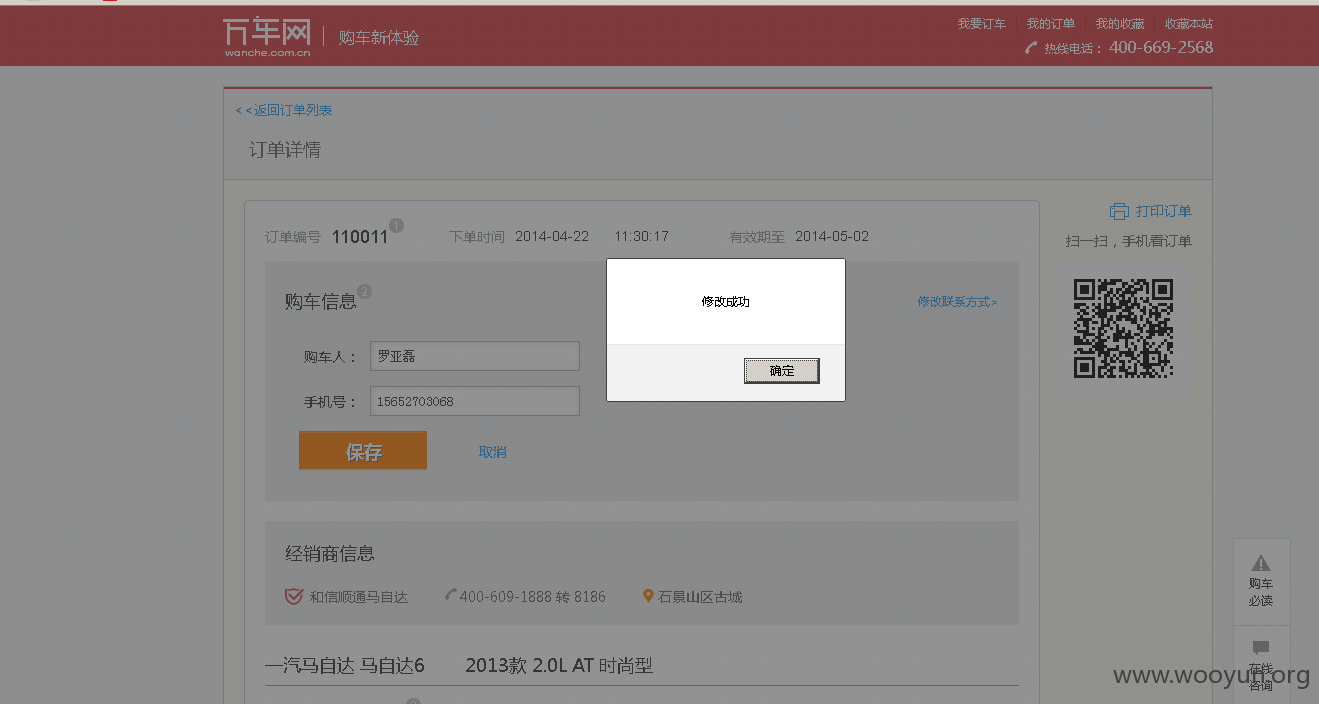 万车网 购车新体验
wanche.com.cn
我要订车 我的订单 我的收藏 收藏本站
热线电话： 400-669-2568
<<返回订单列表
订单详情
订单编号 110011 1 下单时间 2014-04-22 11:30:17 有效期至 2014-05-02
打印订单
扫一扫，手机看订单
购车信息 2
修改联系方式>
修改成功
确定
购车人： 罗亚磊
手机号： 15652703068
保存 取消
经销商信息
和信顺通马自达 400-609-1888 转 8186 石景山区古城
一汽马自达 马自达6 2013款 2.0L AT 时尚型
购车
必读
在线
咨询
www.wooyun.org